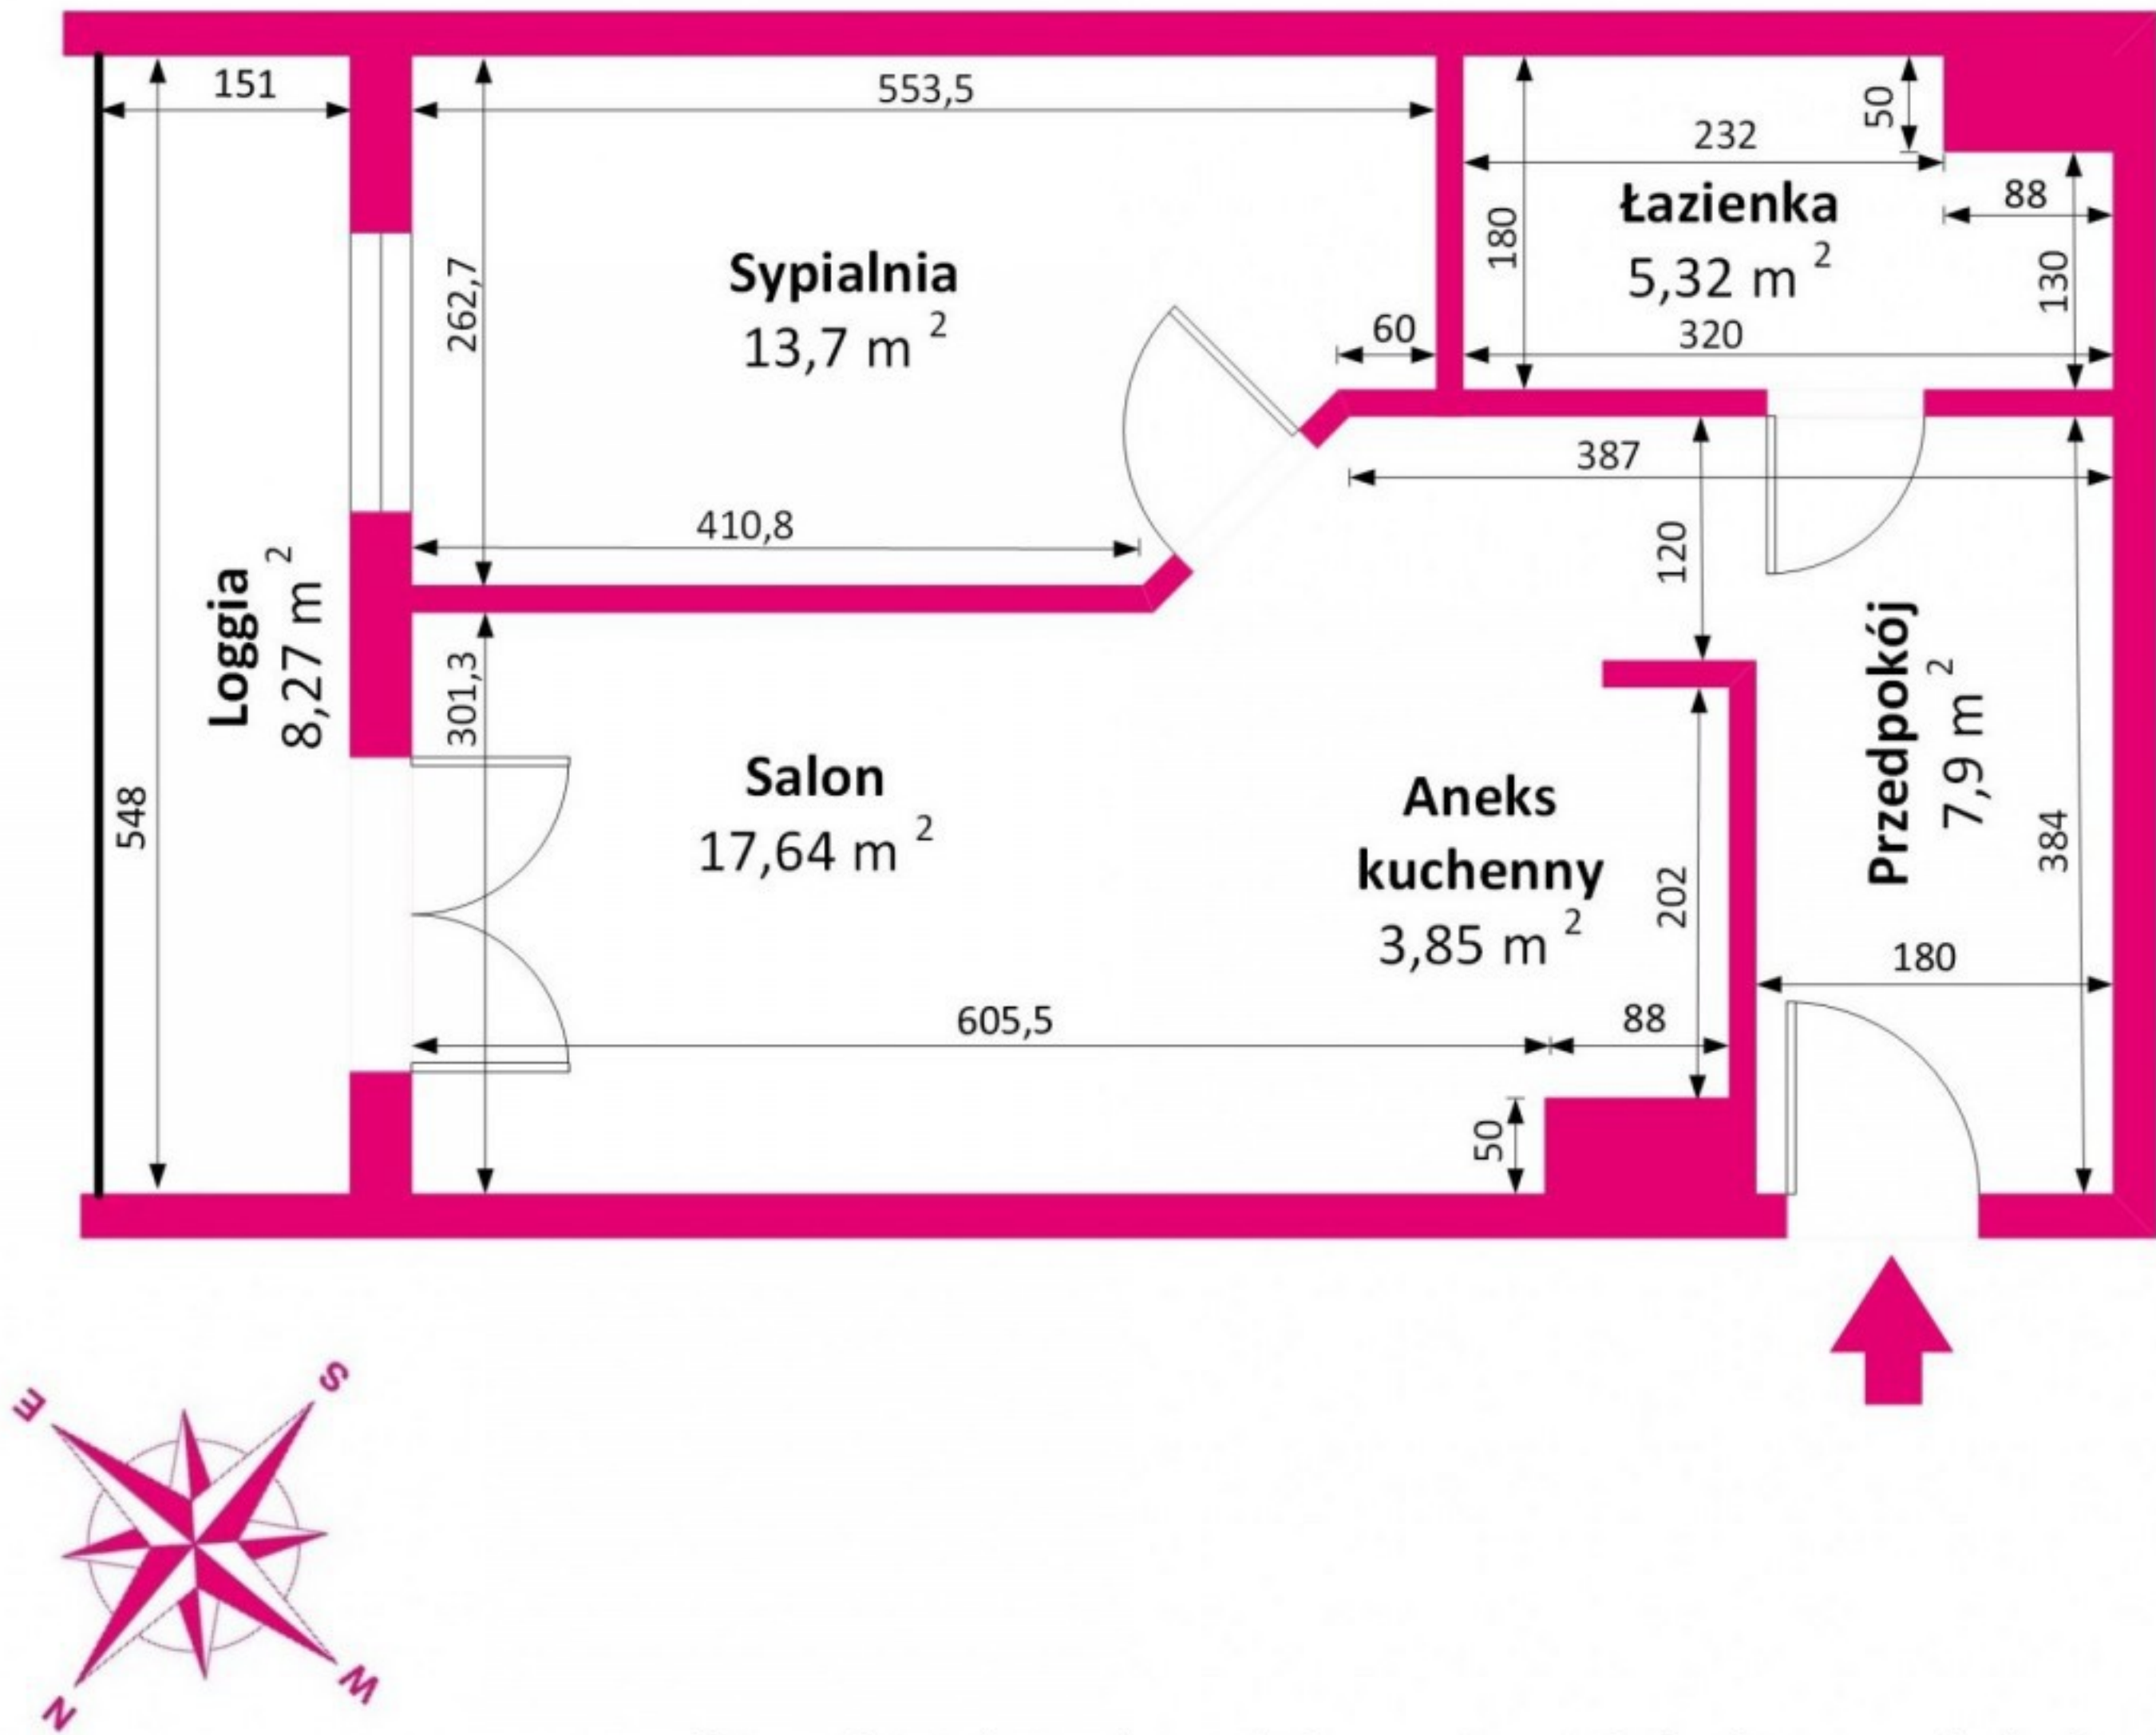 151
553,5
50
232
Łazienka
5,32 m 2
88
180
130
262,7
Sypialnia
13,7 m 2
60
320
387
410,8
120
Loggia
8,27 m 2
548
301,3
Salon
17,64 m 2
Aneks
kuchenny
3,85 m 2
202
Przedpokój
7,9 m 2
384
180
605,5
88
50
S
E
N
W